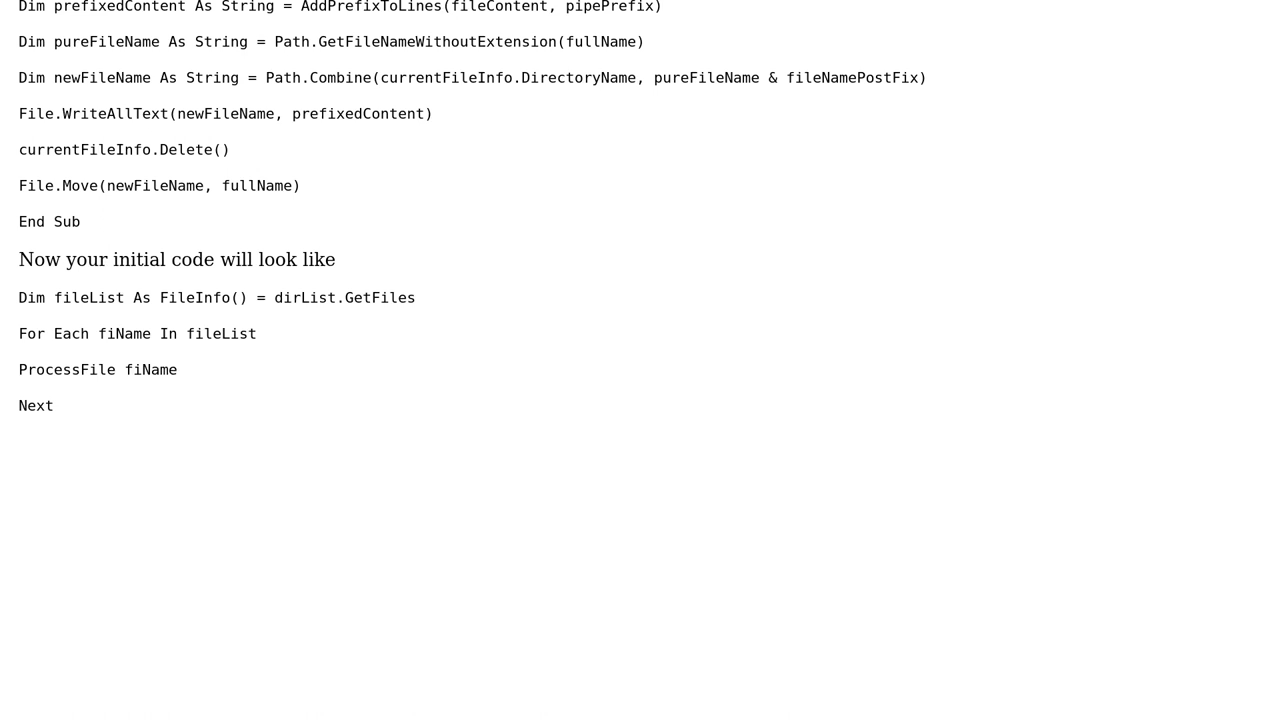 Dim prefixedContent As String = AddPrefixToLines(fileContent, pipePrefix)
Dim pureFileName As String = Path.GetFileNameWithoutExtension(fullName)
Dim newFileName As String = Path.Combine(currentFileInfo.DirectoryName, pureFileName & fileNamePostFix)
File.WriteAllText(newFileName, prefixedContent)
currentFileInfo.Delete()
File.Move(newFileName, fullName)
End Sub
Now your initial code will look like
Dim fileList As FileInfo() = dirList.GetFiles
For Each fiName In fileList
ProcessFile fiName
Next